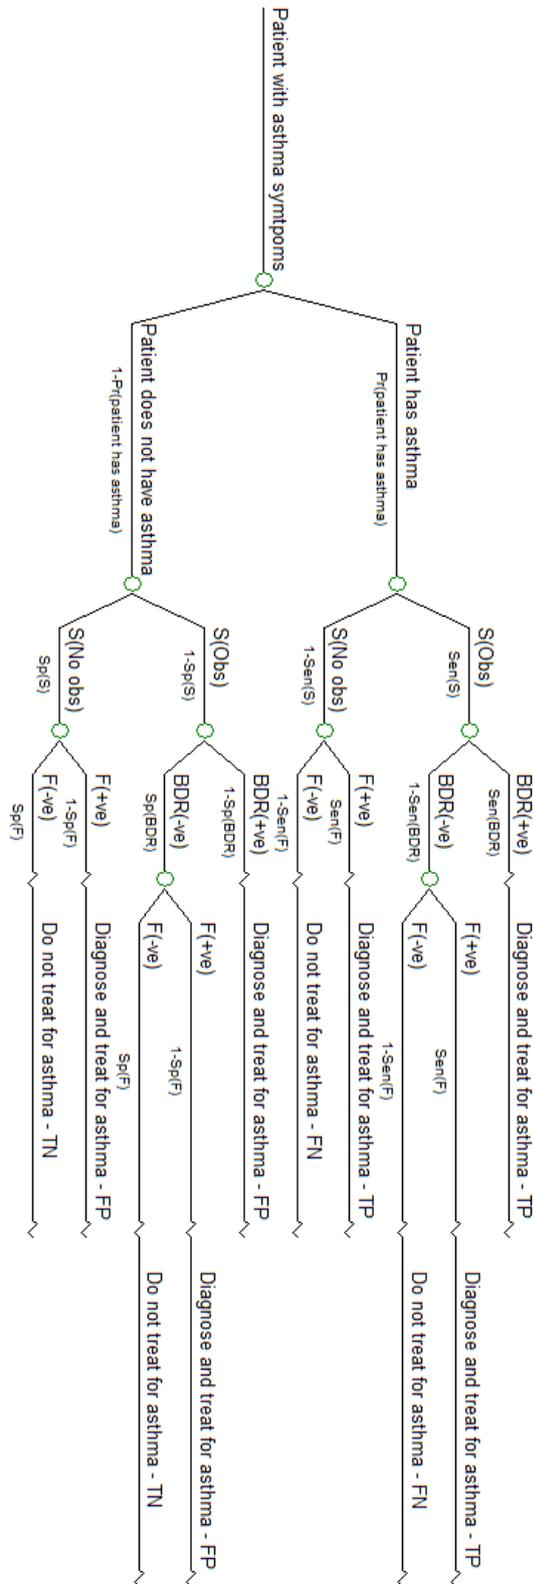 Patient with asthma symtpoms
Patient has asthma
Pr(patient has asthma)
S(Obs)
Sen(S)
BDR(+ve)
Sen(BDR)
Diagnose and treat for asthma - TP
BDR(-ve)
1-Sen(BDR)
F(+ve)
Sen(F)
Diagnose and treat for asthma - TP
F(-ve)
1-Sen(F)
Do not treat for asthma - FN
S(No obs)
1-Sen(S)
F(+ve)
Sen(F)
Diagnose and treat for asthma - TP
F(-ve)
1-Sen(F)
Do not treat for asthma - FN
Patient does not have asthma
1-Pr(patient has asthma)
S(Obs)
1-Sp(S)
BDR(+ve)
1-Sp(BDR)
Diagnose and treat for asthma - FP
BDR(-ve)
Sp(BDR)
F(+ve)
1-Sp(F)
Diagnose and treat for asthma - FP
F(-ve)
Sp(F)
Do not treat for asthma - TN
S(No obs)
Sp(S)
F(+ve)
1-Sp(F)
Diagnose and treat for asthma - FP
F(-ve)
Sp(F)
Do not treat for asthma - TN